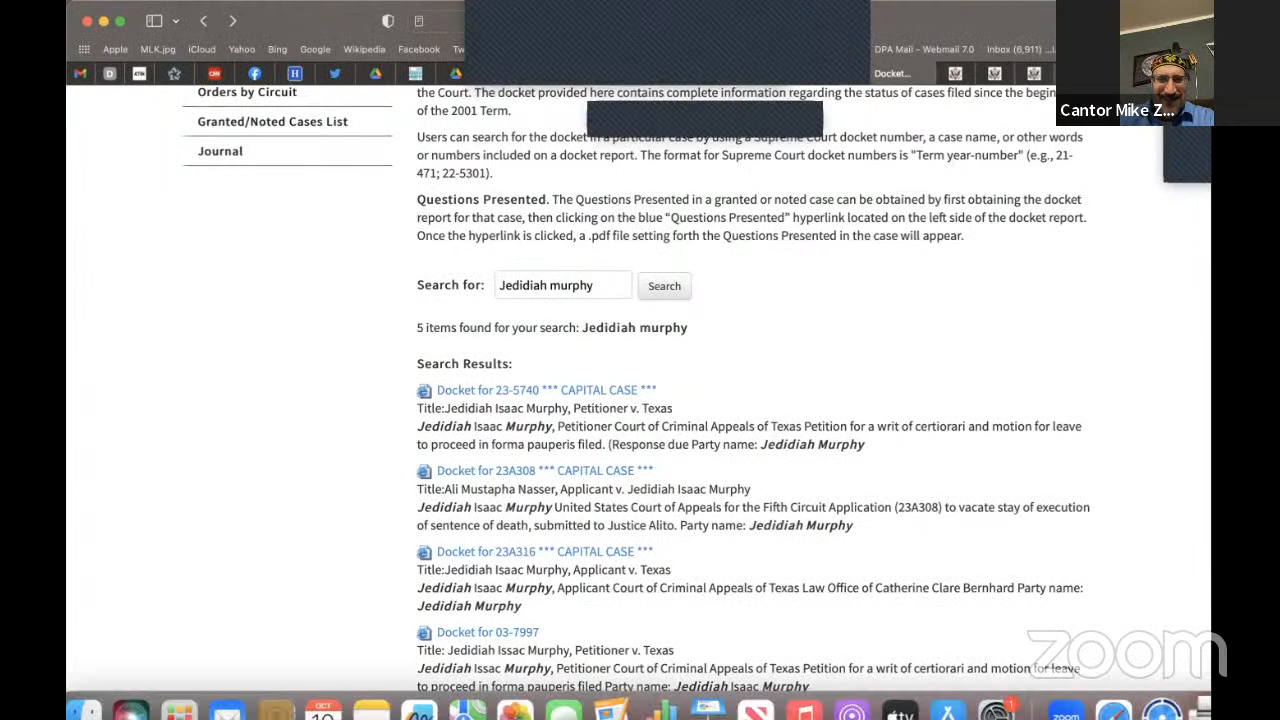 Apple MLK.jpg iCloud Yahoo Bing Google Wikipedia Facebook Tw
DPA Mail - Webmail 7.0 Inbox (6,911) ...l
Docket...
Cantor Mike Z...
Orders by Circuit
Granted/Noted Cases List
Journal
the Court. The docket provided here contains complete information regarding the status of cases filed since the begin
of the 2001 Term.
Users can search for the docket in a particular case by using a Supreme Court docket number, a case name, or other words
or numbers included on a docket report. The format for Supreme Court docket numbers is "Term year-number" (e.g., 21-
471; 22-5301).
Questions Presented. The Questions Presented in a granted or noted case can be obtained by first obtaining the docket
report for that case, then clicking on the blue “Questions Presented” hyperlink located on the left side of the docket report.
Once the hyperlink is clicked, a .pdf file setting forth the Questions Presented in the case will appear.
Search for: Jedidiah murphy Search
5 items found for your search: Jedidiah murphy
Search Results:
Docket for 23-5740 *** CAPITAL CASE ***
Title:Jedidiah Isaac Murphy, Petitioner v. Texas
Jedidiah Isaac Murphy, Petitioner Court of Criminal Appeals of Texas Petition for a writ of certiorari and motion for leave
to proceed in forma pauperis filed. (Response due Party name: Jedidiah Murphy
Docket for 23A308 *** CAPITAL CASE ***
Title:Ali Mustapha Nasser, Applicant v. Jedidiah Isaac Murphy
Jedidiah Isaac Murphy United States Court of Appeals for the Fifth Circuit Application (23A308) to vacate stay of execution
of sentence of death, submitted to Justice Alito. Party name: Jedidiah Murphy
Docket for 23A316 *** CAPITAL CASE ***
Title:Jedidiah Isaac Murphy, Applicant v. Texas
Jedidiah Isaac Murphy, Applicant Court of Criminal Appeals of Texas Law Office of Catherine Clare Bernhard Party name:
Jedidiah Murphy
Docket for 03-7997
Title: Jedidiah Issac Murphy, Petitioner v. Texas
Jedidiah Issac Murphy, Petitioner Court of Criminal Appeals of Texas Petition for a writ of certiorari and motion for leave
to proceed in forma pauperis filed Party name: Jedidiah Isaac Murphy
zoom
OCT
tv
zoom